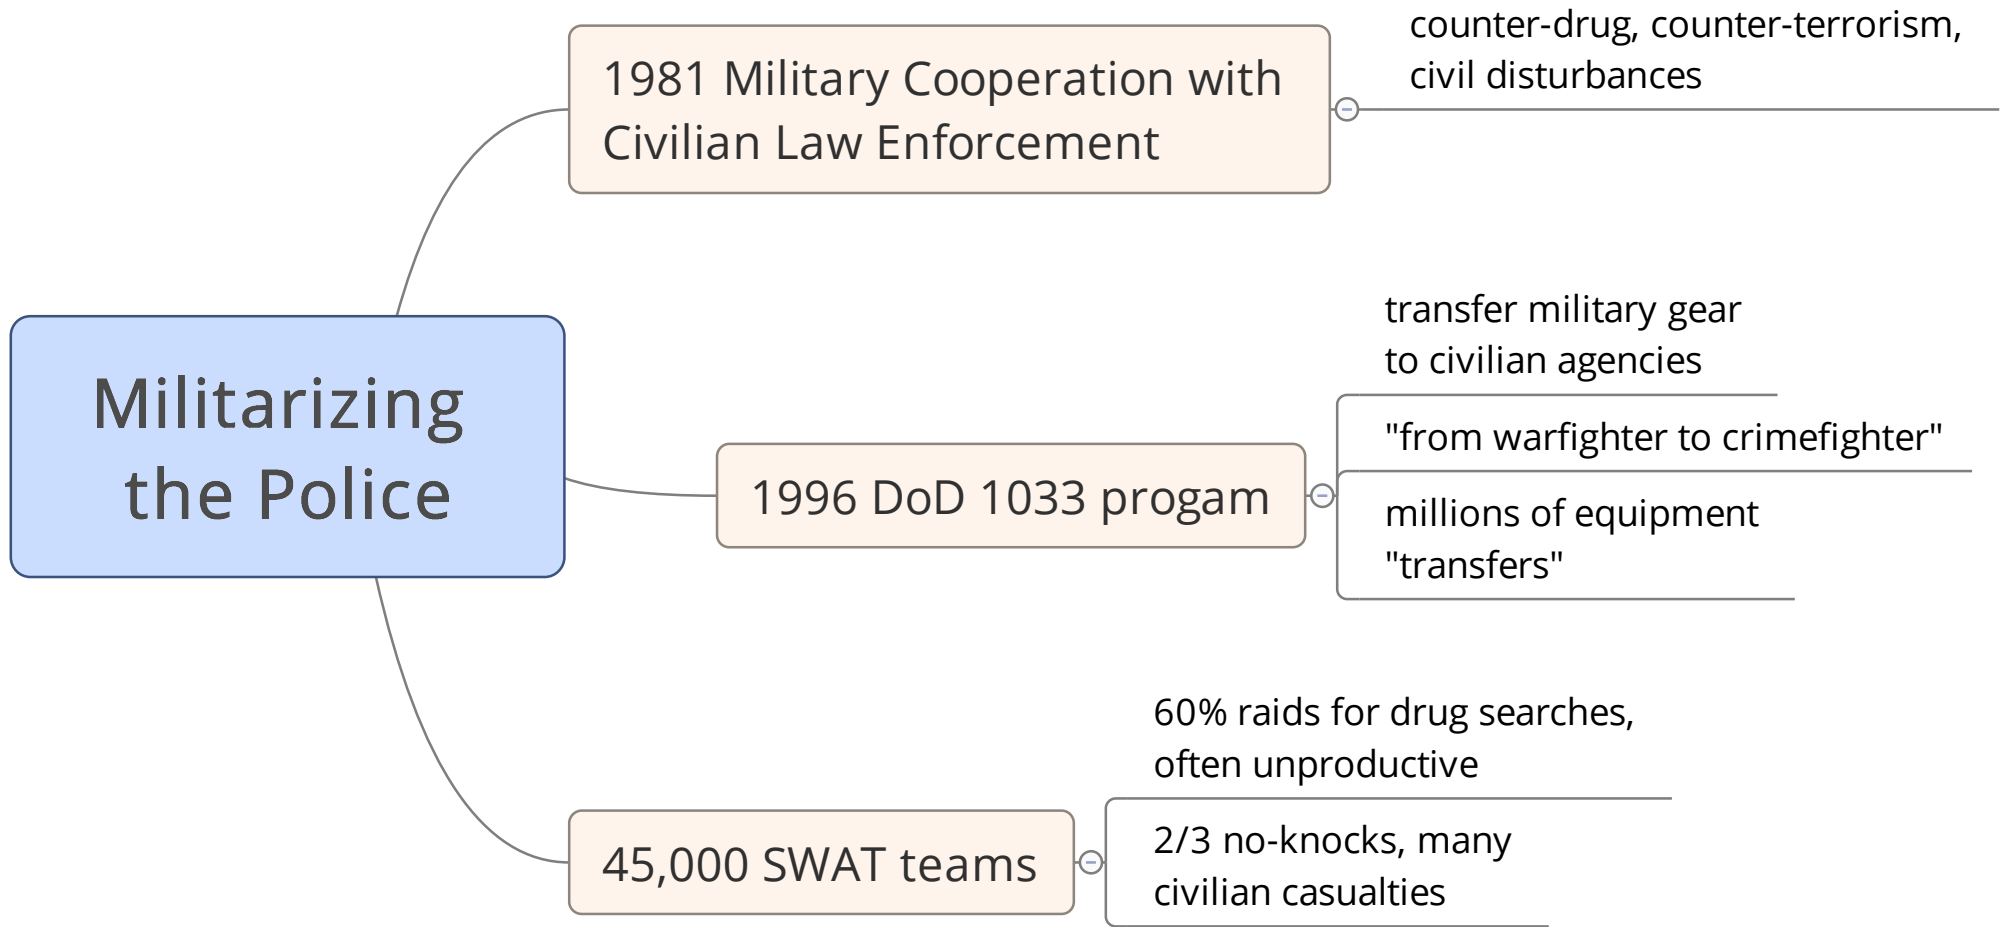 Militarizing
the Police
1981 Military Cooperation with
Civilian Law Enforcement
counter-drug, counter-terrorism,
civil disturbances
1996 DoD 1033 progam
transfer military gear
to civilian agencies
"from warfighter to crimefighter"
millions of equipment
"transfers"
45,000 SWAT teams
60% raids for drug searches,
often unproductive
2/3 no-knocks, many
civilian casualties